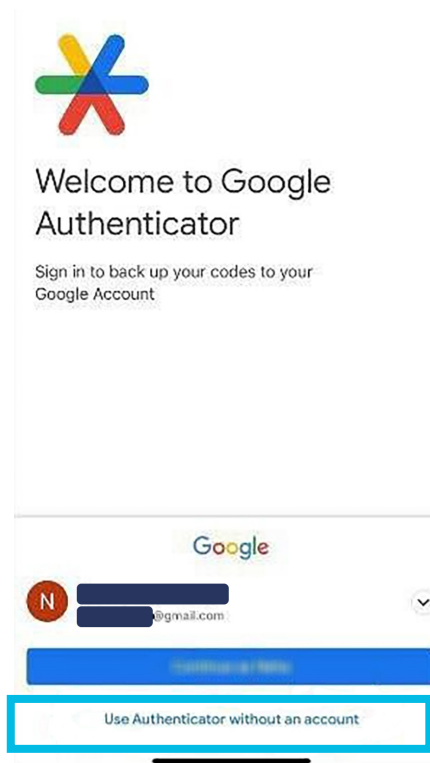 Welcome to Google
Authenticator
Sign in to back up your codes to your
Google Account
Google
N
@gmail.com
Use Authenticator without an account